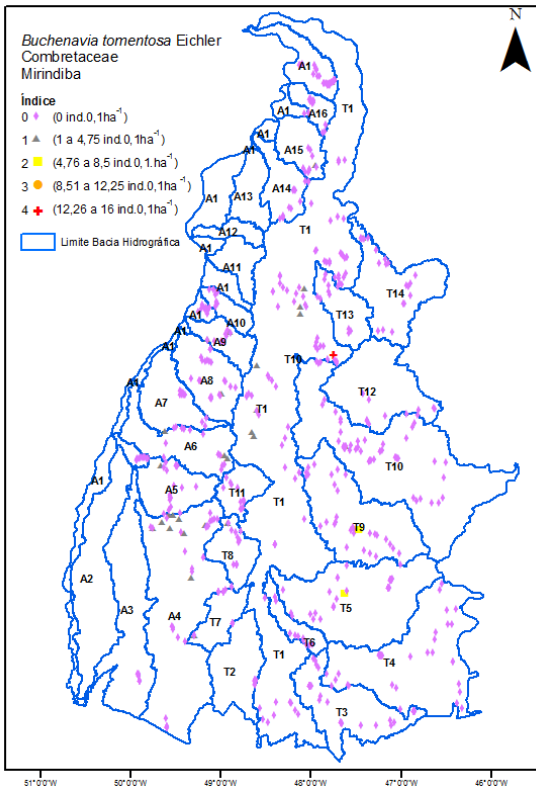 N
Buchenavia tomentosa Eichler
Combretaceae
Mirindiba
Índice
0 (0 ind.0,1ha⁻¹)
1 (1 a 4,75 ind.0,1ha⁻¹)
2 (4,76 a 8,5 ind.0,1.ha⁻¹)
3 (8,51 a 12,25 ind.0,1ha⁻¹)
4 (12,26 a 16 ind.0,1ha⁻¹)
Limite Bacia Hidrográfica
A1
T1
A1
A16
A1
A15
A1
A14
A1
A13
T1
A12
A1
A11
A1
T14
A1
A10
T13
A1
A9
A1
T10
A8
A1
A7
T12
T1
A6
T10
A1
A5
T11
T1
T9
T8
A2
A3
A4
T5
T7
T6
T1
T2
T4
T3
51°0'0"W
50°0'0"W
49°0'0"W
48°0'0"W
47°0'0"W
46°0'0"W